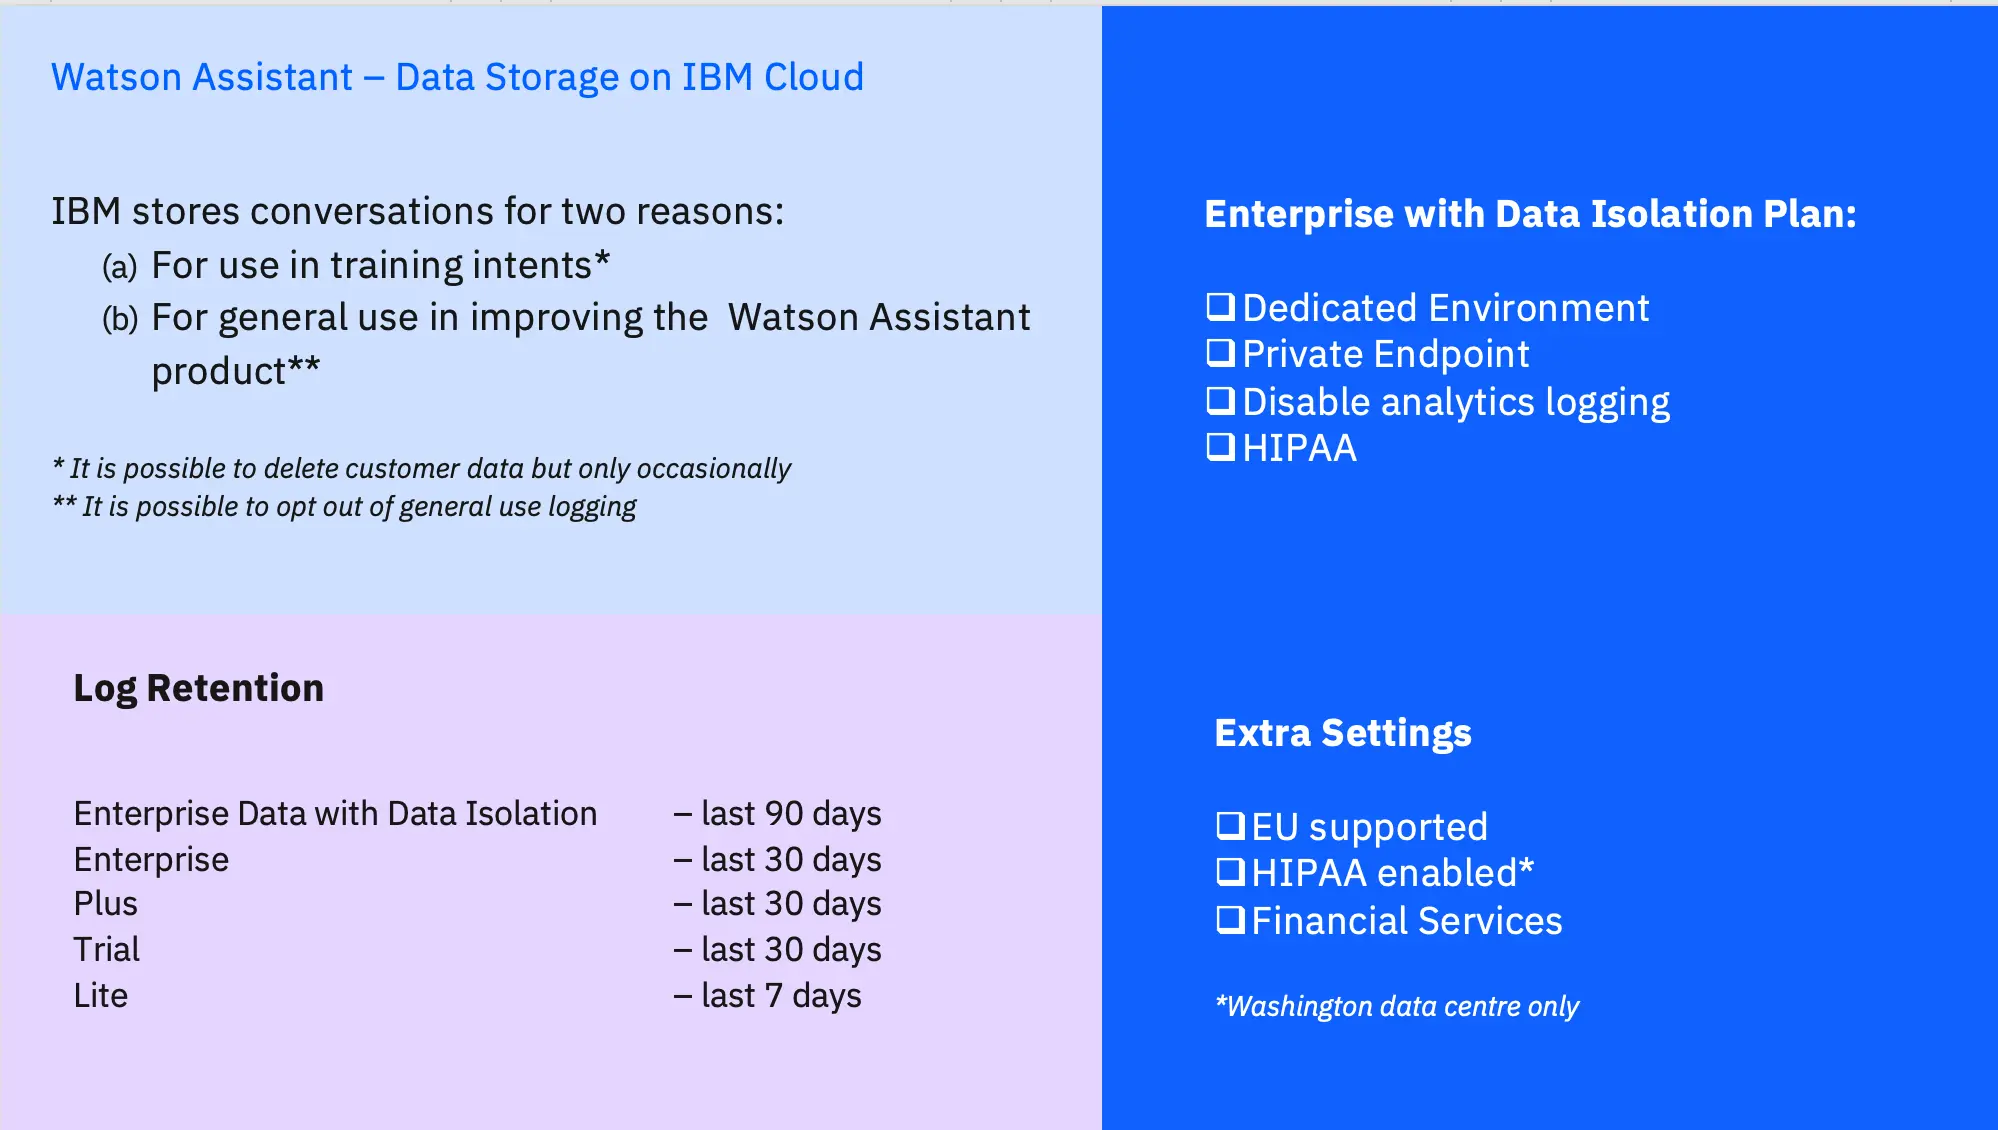 Watson Assistant – Data Storage on IBM Cloud
IBM stores conversations for two reasons:
(a) For use in training intents*
(b) For general use in improving the  Watson Assistant
product**
* It is possible to delete customer data but only occasionally
** It is possible to opt out of general use logging
Log Retention
Enterprise Data with Data Isolation – last 90 days
Enterprise – last 30 days
Plus – last 30 days
Trial – last 30 days
Lite – last 7 days
Enterprise with Data Isolation Plan:
❑ Dedicated Environment
❑ Private Endpoint
❑ Disable analytics logging
❑ HIPAA
Extra Settings
❑ EU supported
❑ HIPAA enabled*
❑ Financial Services
*Washington data centre only